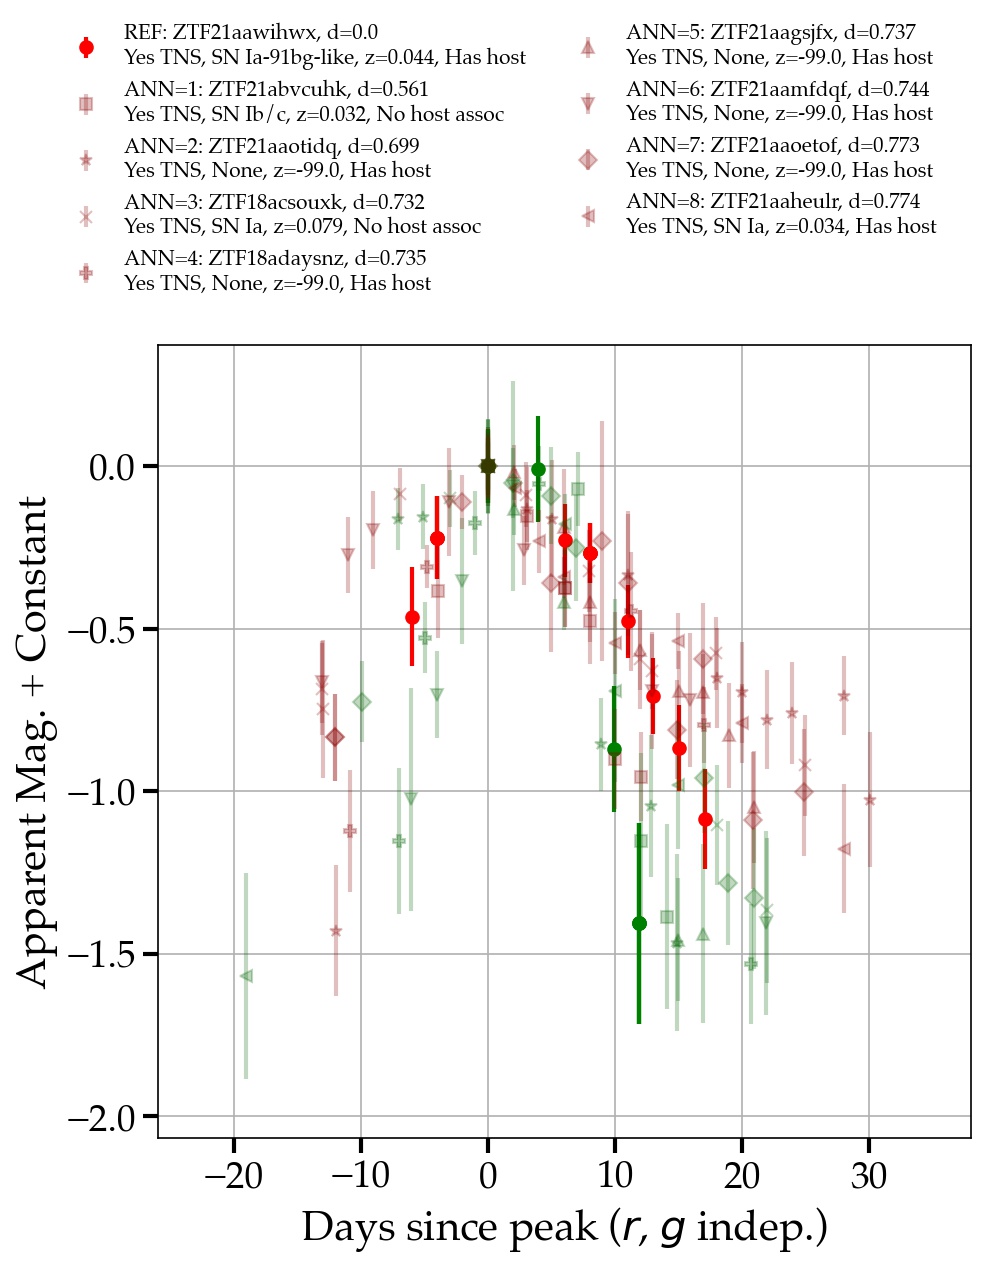 REF: ZTF21aawihwx, d=0.0
Yes TNS, SN Ia-91bg-like, z=0.044, Has host
ANN=1: ZTF21abvcuhk, d=0.561
Yes TNS, SN Ib/c, z=0.032, No host assoc
ANN=2: ZTF21aaotidq, d=0.699
Yes TNS, None, z=-99.0, Has host
ANN=3: ZTF18acsouxk, d=0.732
Yes TNS, SN Ia, z=0.079, No host assoc
ANN=4: ZTF18adaysnz, d=0.735
Yes TNS, None, z=-99.0, Has host
ANN=5: ZTF21aagsjfx, d=0.737
Yes TNS, None, z=-99.0, Has host
ANN=6: ZTF21aamfdqf, d=0.744
Yes TNS, None, z=-99.0, Has host
ANN=7: ZTF21aaoetof, d=0.773
Yes TNS, None, z=-99.0, Has host
ANN=8: ZTF21aaheulr, d=0.774
Yes TNS, SN Ia, z=0.034, Has host
Apparent Mag. + Constant
0.0
−0.5
−1.0
−1.5
−2.0
−20 −10 0 10 20 30
Days since peak (r, g indep.)